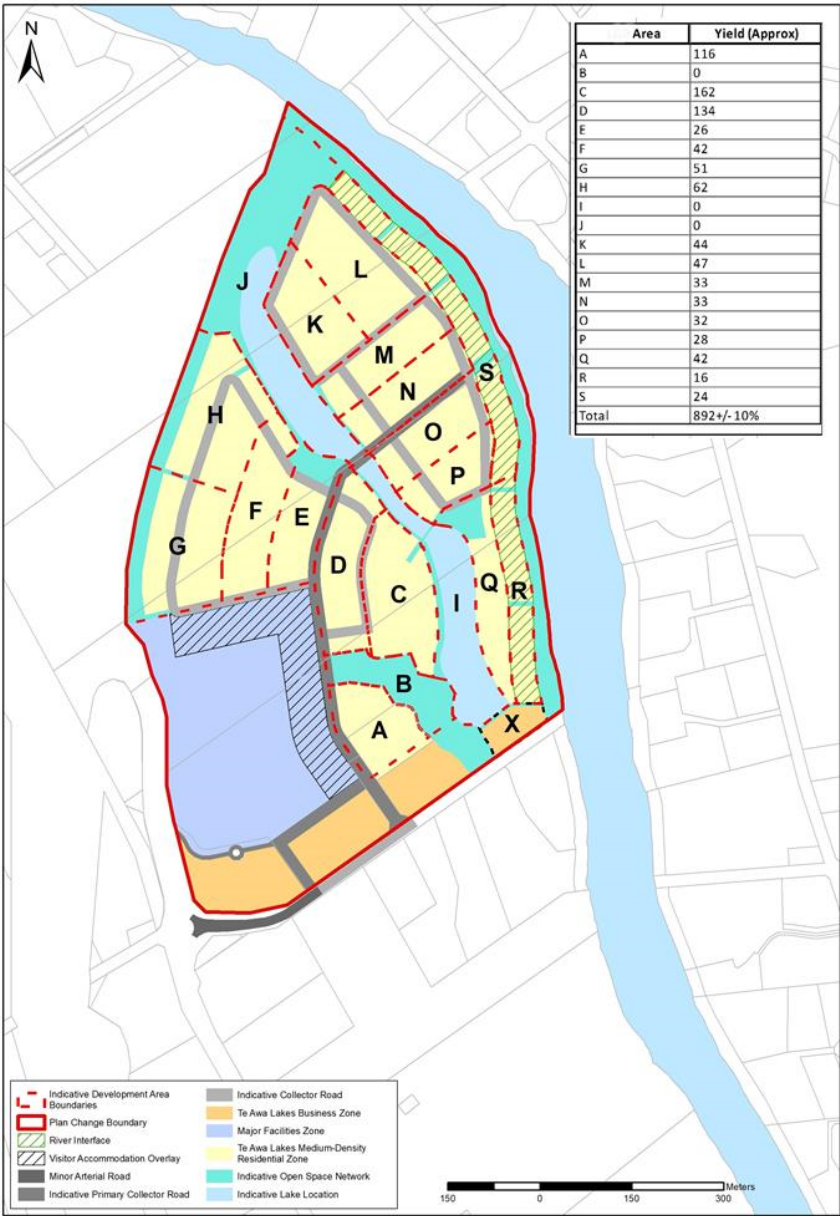 N
Area Yield (Approx)
A 116
B 0
C 162
D 134
E 26
F 42
G 51
H 62
I 0
J 0
K 44
L 47
M 33
N 33
O 32
P 28
Q 42
R 16
S 24
Total 892+/- 10%
J
L
K
M
N
S
H
O
P
F
E
G
D
C
I
Q
R
B
A
X
Indicative Development Area
Boundaries
Plan Change Boundary
River Interface
Visitor Accommodation Overlay
Minor Arterial Road
Indicative Primary Collector Road
Indicative Collector Road
Te Awa Lakes Business Zone
Major Facilities Zone
Te Awa Lakes Medium-Density
Residential Zone
Indicative Open Space Network
Indicative Lake Location
Meters
150 0 150 300